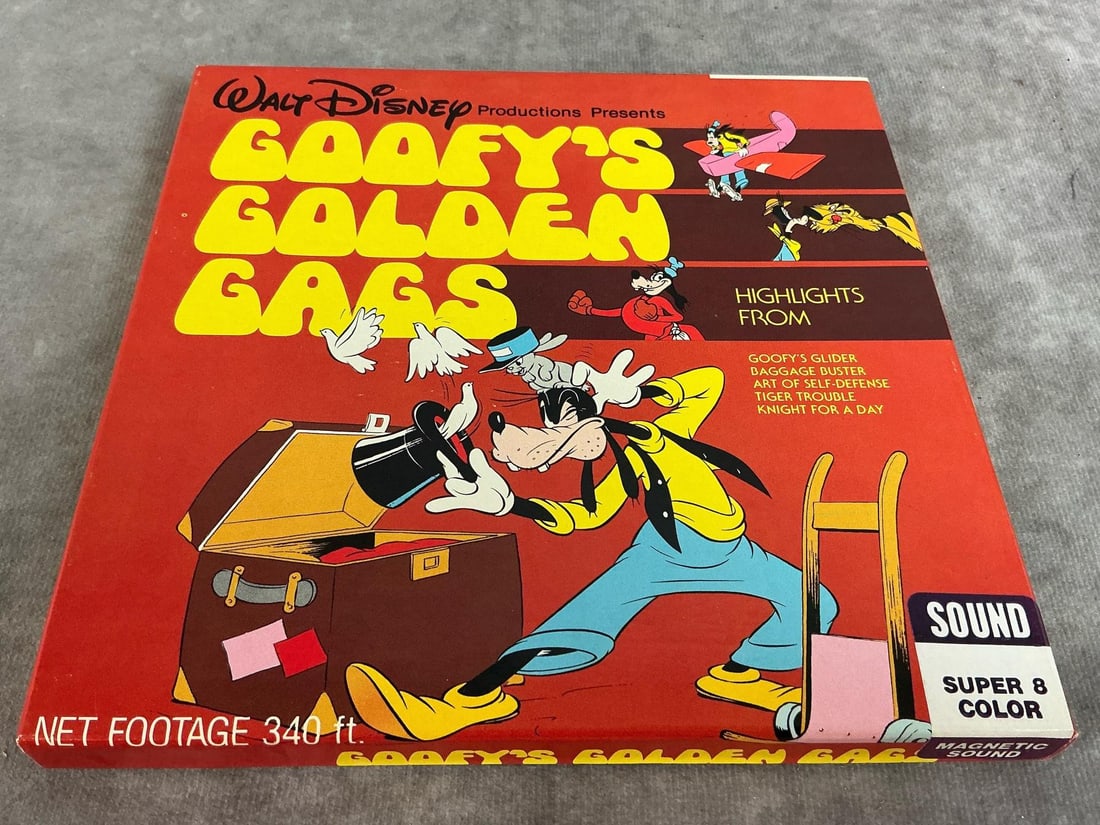 WALT DISNEY Productions Presents
GOOFY'S
GOLDEN
GAGS
HIGHLIGHTS
FROM
GOOFY'S GLIDER
BAGGAGE BUSTER
ART OF SELF-DEFENSE
TIGER TROUBLE
KNIGHT FOR A DAY
SOUND
SUPER 8
COLOR
NET FOOTAGE 340 ft.
GOOFY'S GOLDEN GAGS
MAGNETIC
SOUND